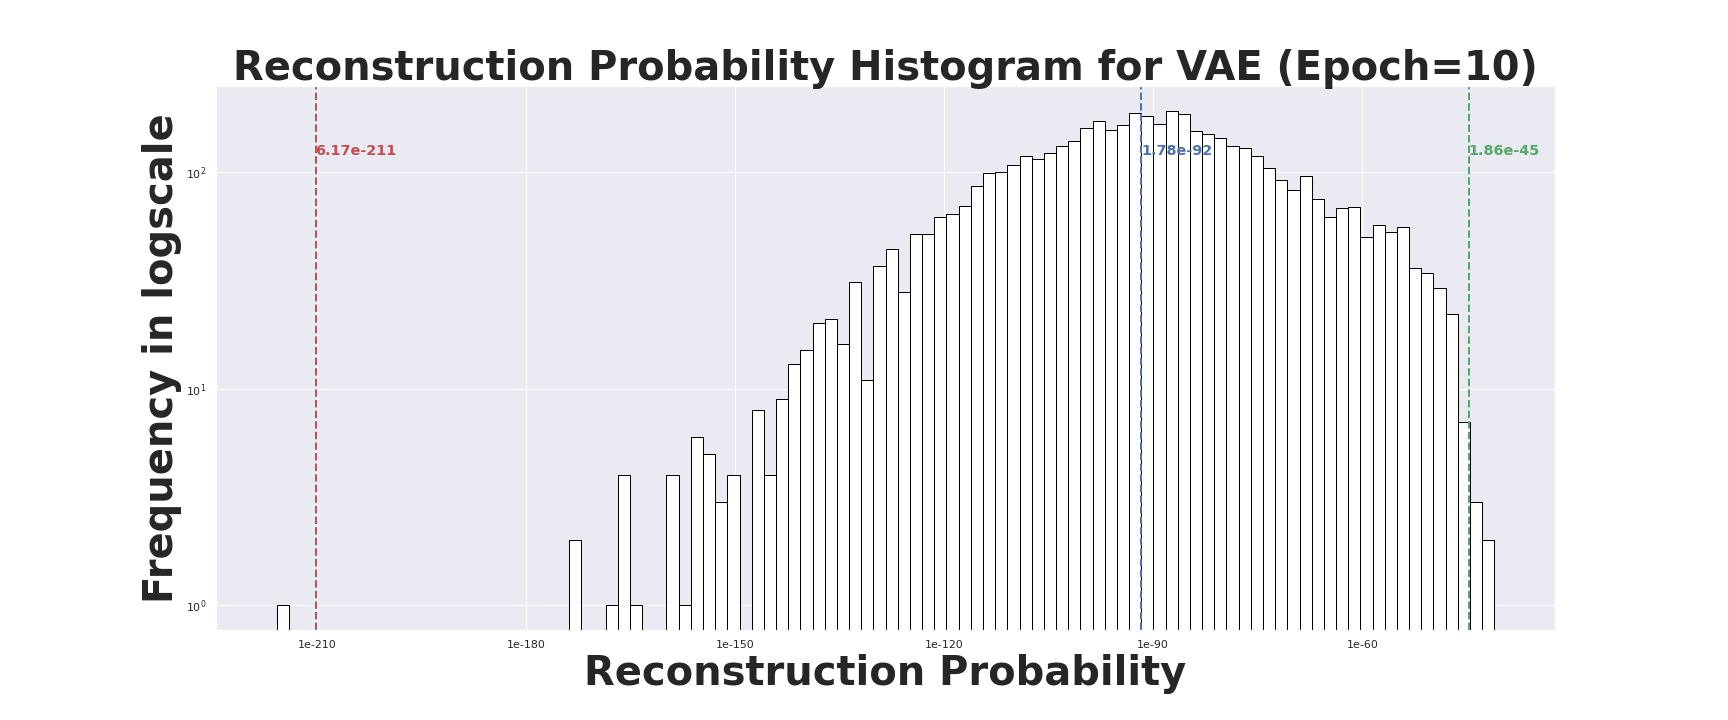 Reconstruction Probability Histogram for VAE (Epoch=10)
Frequency in logscale
10²
10¹
10⁰
6.17e-211
1.78e-92
1.86e-45
1e-210
1e-180
1e-150
1e-120
1e-90
1e-60
Reconstruction Probability